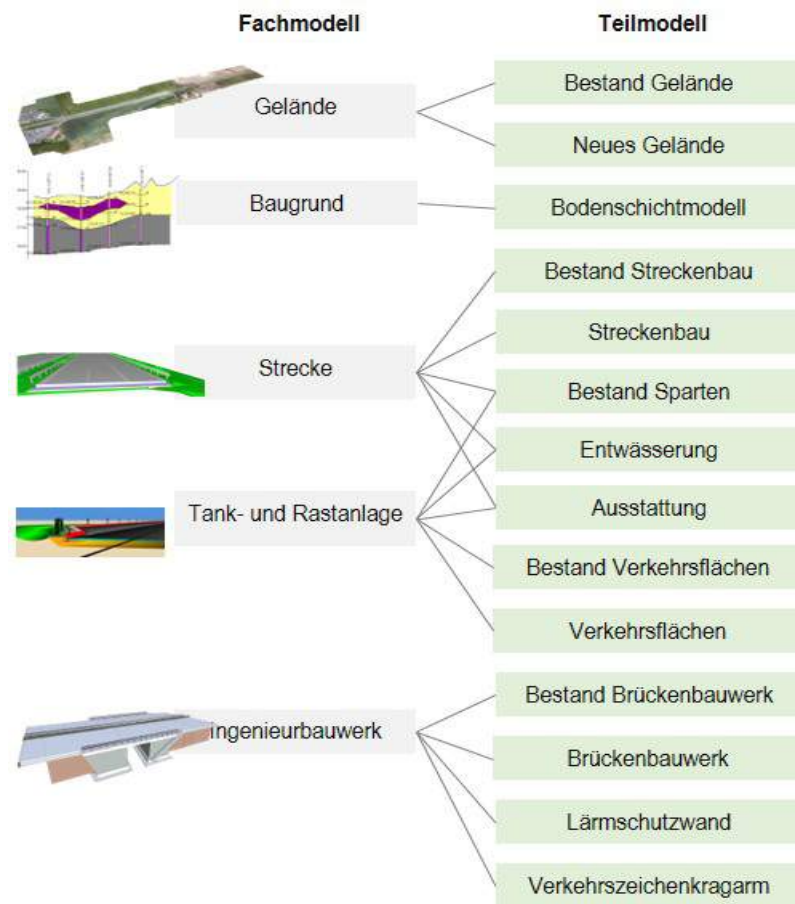 Fachmodell
Teilmodell
Gelände
Bestand Gelände
Neues Gelände
Baugrund
Bodenschichtmodell
Bestand Streckenbau
Strecke
Streckenbau
Bestand Sparten
Entwässerung
Tank- und Rastanlage
Ausstattung
Bestand Verkehrsflächen
Verkehrsflächen
Bestand Brückenbauwerk
Ingenieurbauwerk
Brückenbauwerk
Lärmschutzwand
Verkehrszeichenkragarm